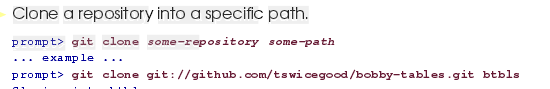 Clone a repository into a specific path.
prompt> git clone some-repository some-path
... example ...
prompt> git clone git://github.com/tswicegood/bobby-tables.git btbls